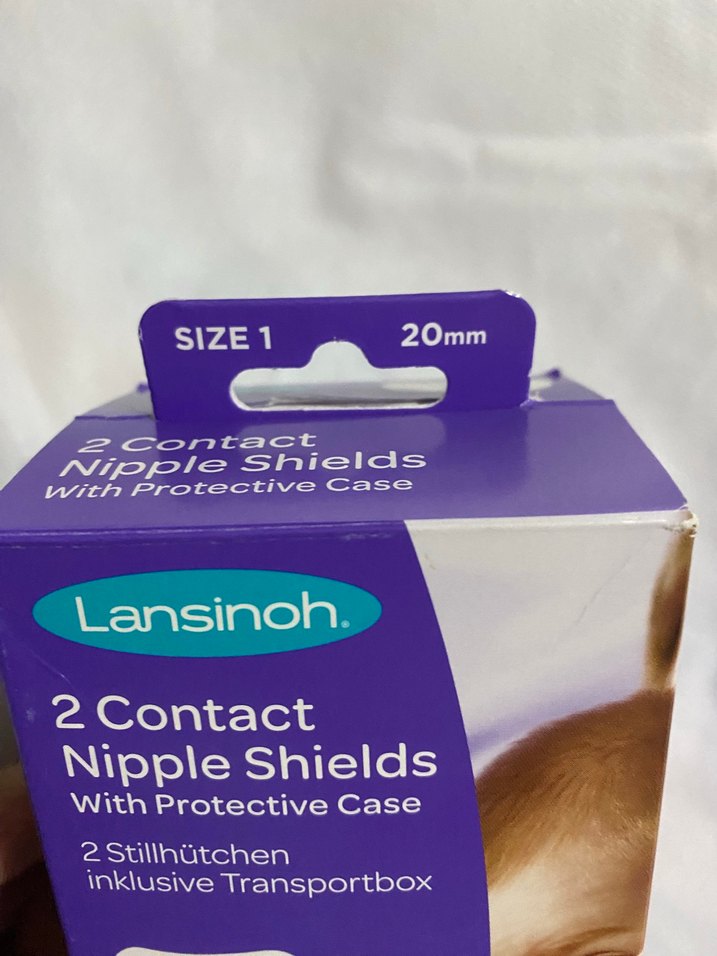 SIZE 1 20mm
2 Contact
Nipple Shields
With Protective Case
Lansinoh®
2 Contact
Nipple Shields
With Protective Case
2 Stillhütchen
inklusive Transportbox